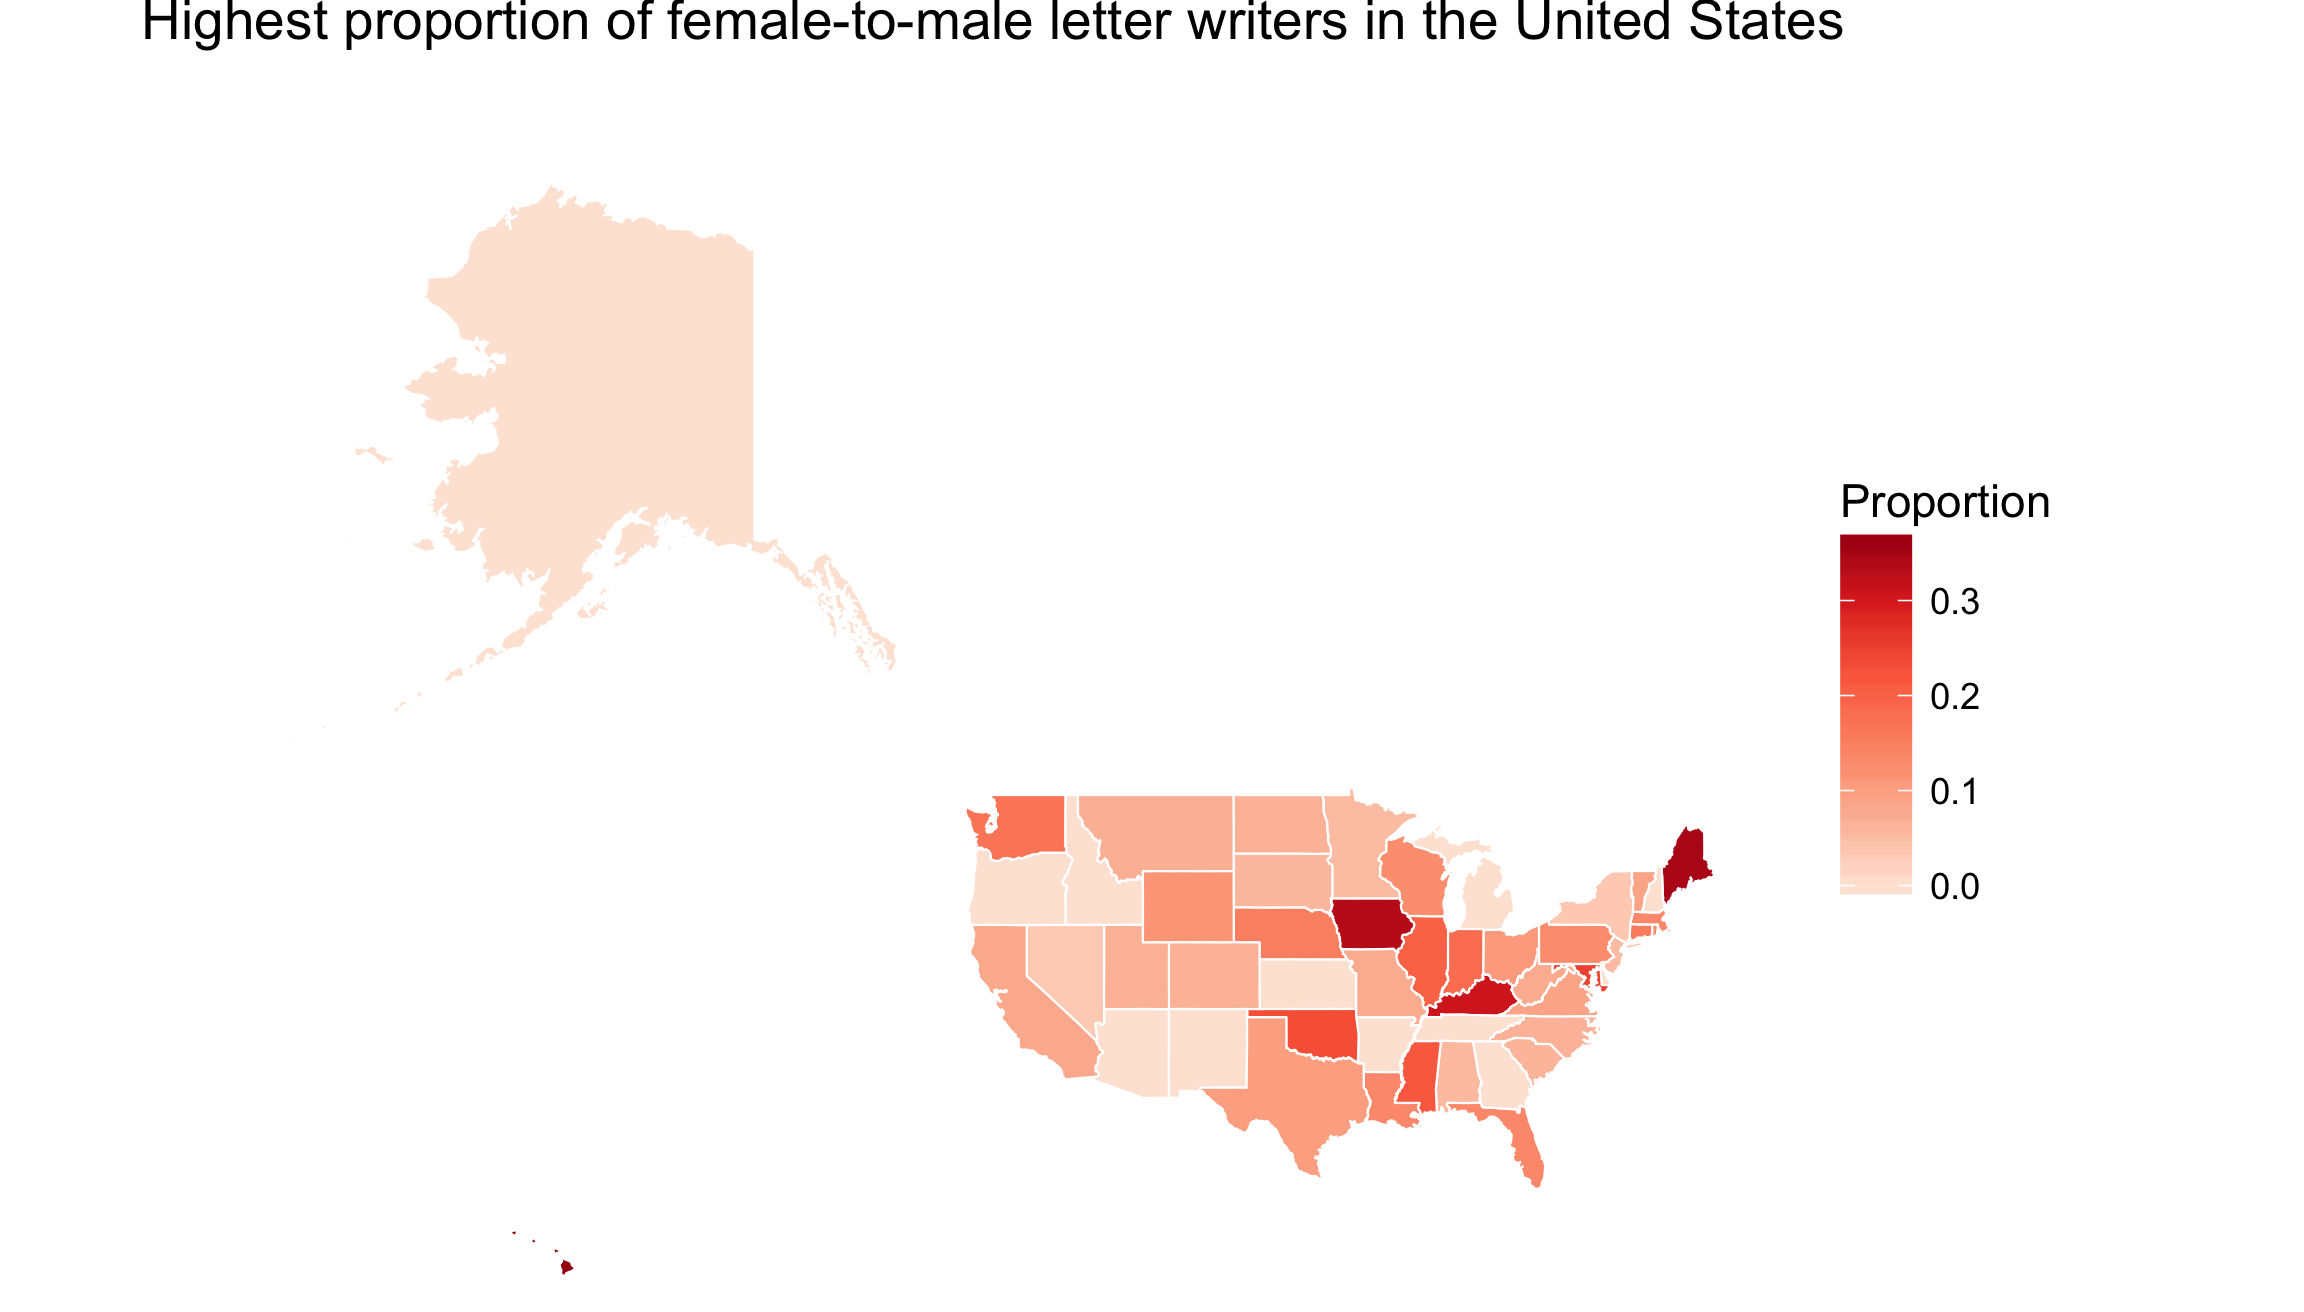 Highest proportion of female-to-male letter writers in the United States
Proportion
0.3
0.2
0.1
0.0